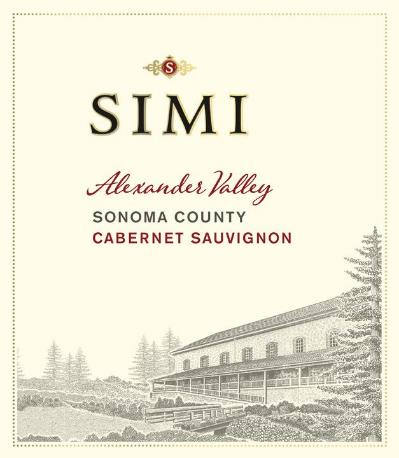 S
SIMI
Alexander Valley
SONOMA COUNTY
CABERNET SAUVIGNON